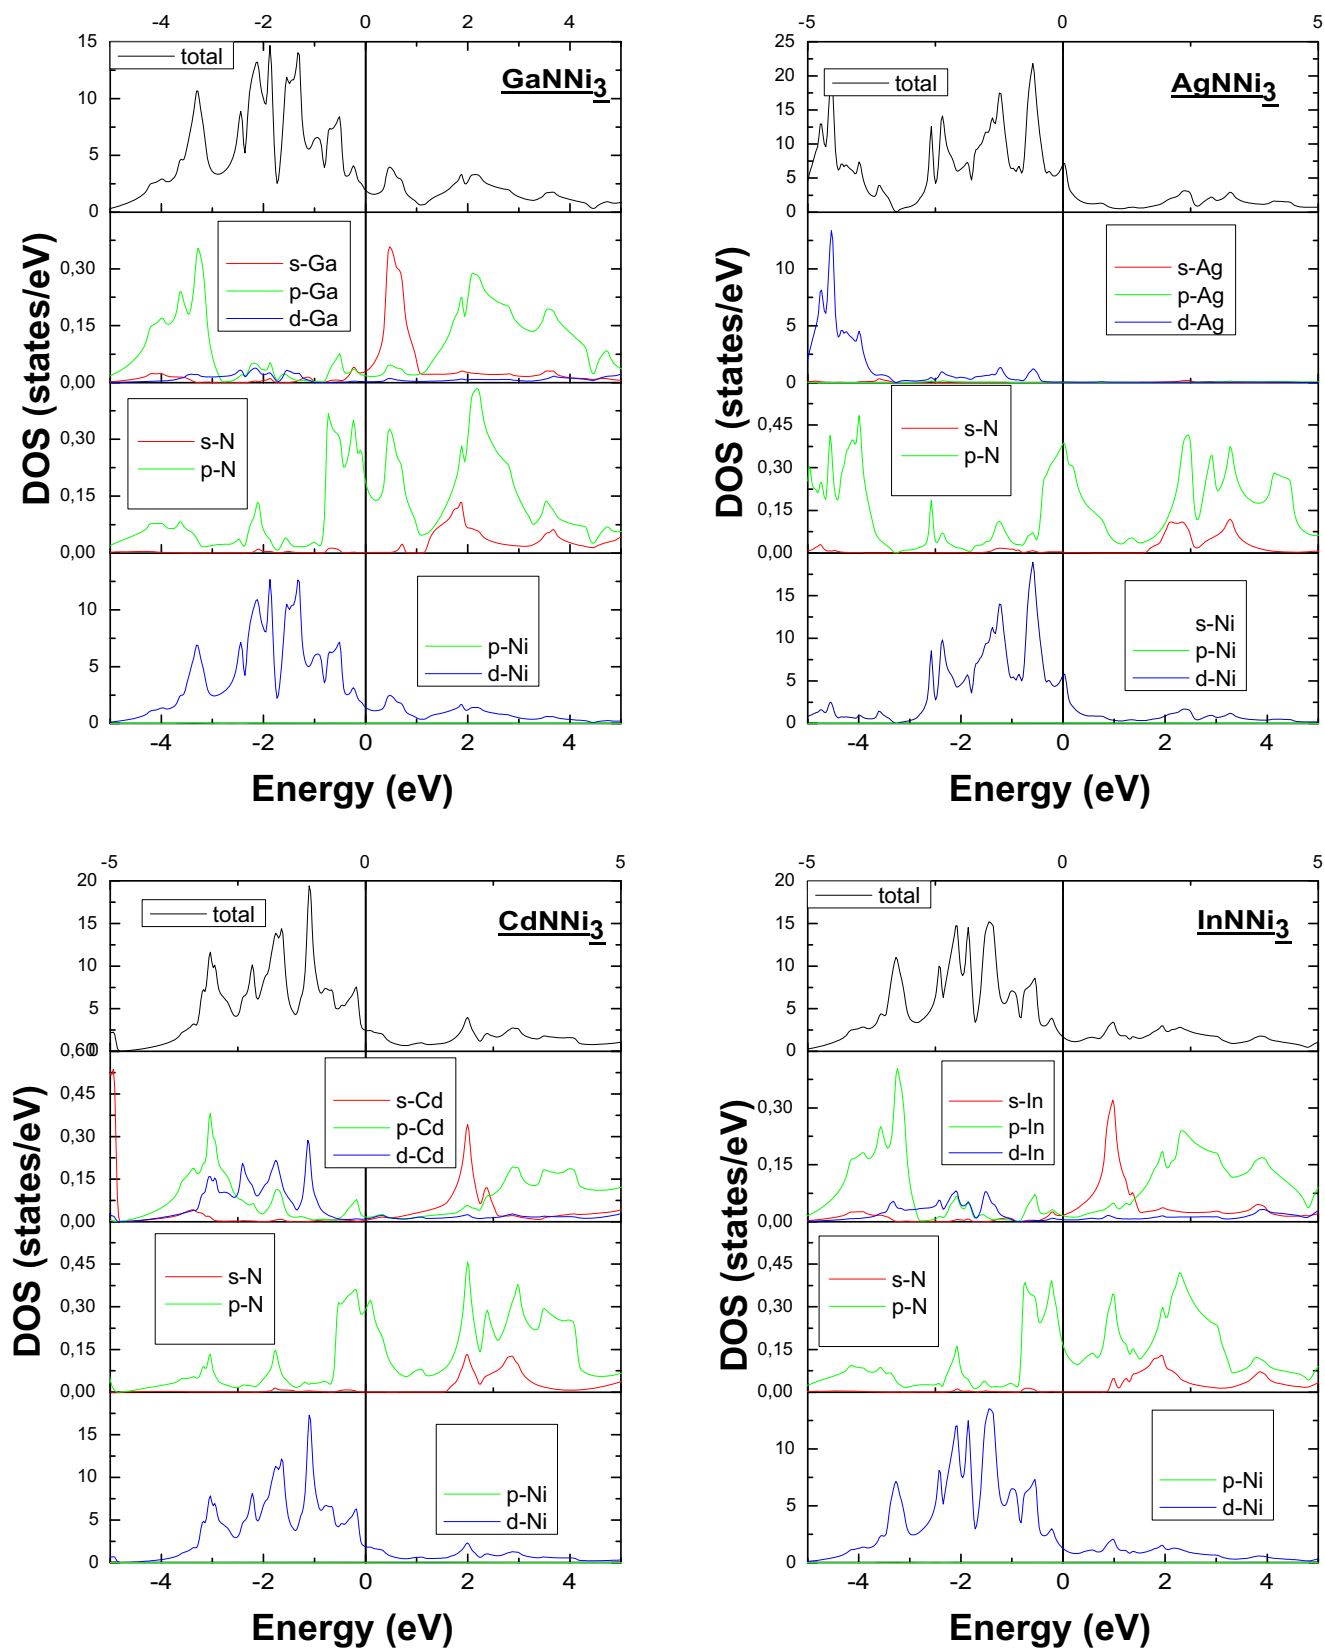 -4 -2 0 2 4
15
10
5
0
total
GaNNi3
0,30
0,15
0,00
s-Ga
p-Ga
d-Ga
0,30
0,15
0,00
s-N
p-N
10
5
0
p-Ni
d-Ni
-4 -2 0 2 4
DOS (states/eV)
Energy (eV)
-5 0 5
25
20
15
10
5
0
total
AgNNi3
10
5
0
s-Ag
p-Ag
d-Ag
0,45
0,30
0,15
0,00
s-N
p-N
15
10
5
0
s-Ni
p-Ni
d-Ni
-4 -2 0 2 4
DOS (states/eV)
Energy (eV)
-5 0 5
20
15
10
5
0
total
CdNNi3
0,60
0,45
0,30
0,15
0,00
s-Cd
p-Cd
d-Cd
0,45
0,30
0,15
0,00
s-N
p-N
15
10
5
0
p-Ni
d-Ni
-4 -2 0 2 4
DOS (states/eV)
Energy (eV)
-5 0 5
20
15
10
5
0
total
InNNi3
0,30
0,15
0,00
s-In
p-In
d-In
0,45
0,30
0,15
0,00
s-N
p-N
10
5
0
p-Ni
d-Ni
-4 -2 0 2 4
DOS (states/eV)
Energy (eV)